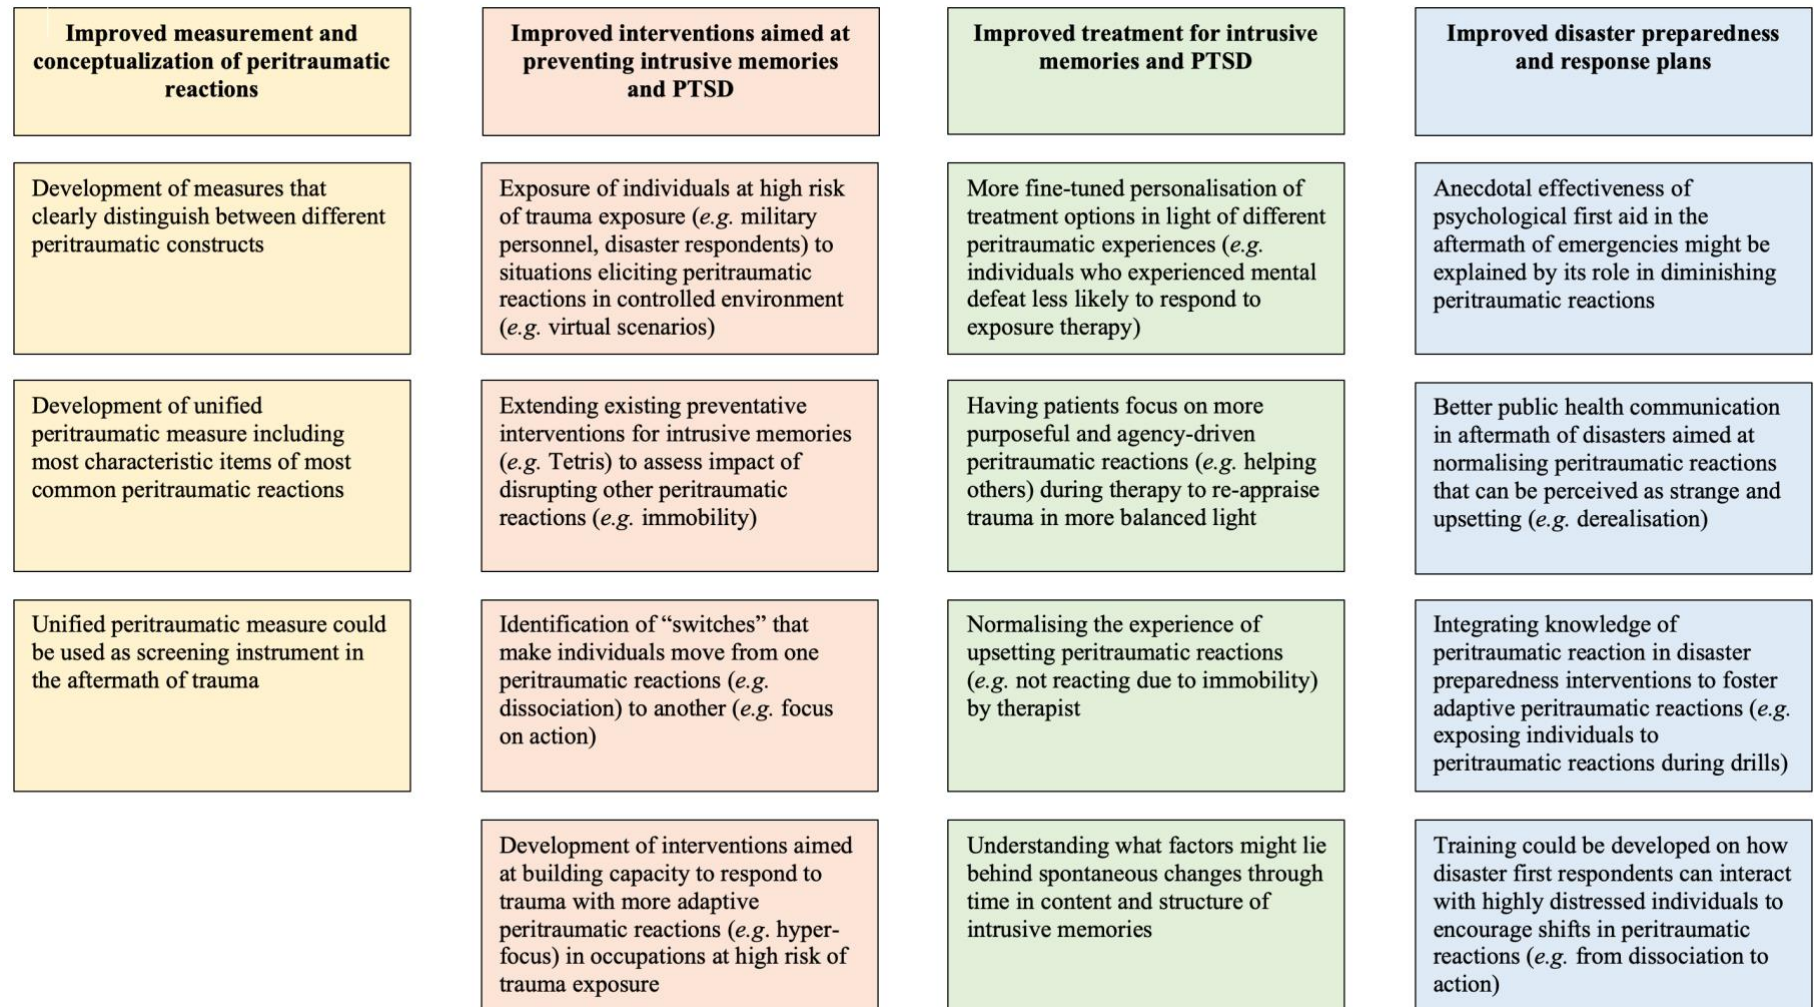 Improved measurement and
conceptualization of peritraumatic
reactions
Development of measures that
clearly distinguish between different
peritraumatic constructs
Development of unified
peritraumatic measure including
most characteristic items of most
common peritraumatic reactions
Unified peritraumatic measure could
be used as screening instrument in
the aftermath of trauma
Improved interventions aimed at
preventing intrusive memories
and PTSD
Exposure of individuals at high risk
of trauma exposure (e.g. military
personnel, disaster respondents) to
situations eliciting peritraumatic
reactions in controlled environment
(e.g. virtual scenarios)
Extending existing preventative
interventions for intrusive memories
(e.g. Tetris) to assess impact of
disrupting other peritraumatic
reactions (e.g. immobility)
Identification of “switches” that
make individuals move from one
peritraumatic reactions (e.g.
dissociation) to another (e.g. focus
on action)
Development of interventions aimed
at building capacity to respond to
trauma with more adaptive
peritraumatic reactions (e.g. hyper-
focus) in occupations at high risk of
trauma exposure
Improved treatment for intrusive
memories and PTSD
More fine-tuned personalisation of
treatment options in light of different
peritraumatic experiences (e.g.
individuals who experienced mental
defeat less likely to respond to
exposure therapy)
Having patients focus on more
purposeful and agency-driven
peritraumatic reactions (e.g. helping
others) during therapy to re-appraise
trauma in more balanced light
Normalising the experience of
upsetting peritraumatic reactions
(e.g. not reacting due to immobility)
by therapist
Understanding what factors might lie
behind spontaneous changes through
time in content and structure of
intrusive memories
Improved disaster preparedness
and response plans
Anecdotal effectiveness of
psychological first aid in the
aftermath of emergencies might be
explained by its role in diminishing
peritraumatic reactions
Better public health communication
in aftermath of disasters aimed at
normalising peritraumatic reactions
that can be perceived as strange and
upsetting (e.g. derealisation)
Integrating knowledge of
peritraumatic reaction in disaster
preparedness interventions to foster
adaptive peritraumatic reactions (e.g.
exposing individuals to
peritraumatic reactions during drills)
Training could be developed on how
disaster first respondents can interact
with highly distressed individuals to
encourage shifts in peritraumatic
reactions (e.g. from dissociation to
action)